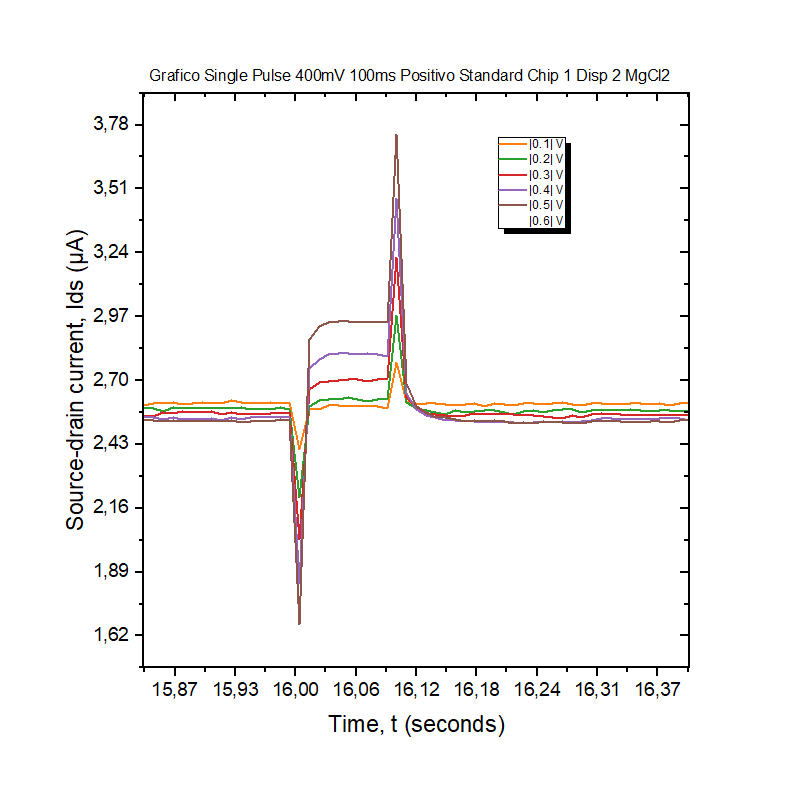 Grafico Single Pulse 400mV 100ms Positivo Standard Chip 1 Disp 2 MgCl2
3,78
3,51
3,24
2,97
2,70
2,43
2,16
1,89
1,62
Source-drain current, Ids (µA)
|0.1| V
|0.2| V
|0.3| V
|0.4| V
|0.5| V
|0.6| V
15,87 15,93 16,00 16,06 16,12 16,18 16,24 16,31 16,37
Time, t (seconds)